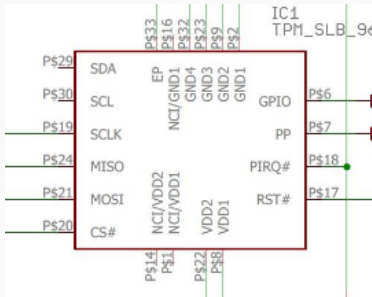 IC1
TPM_SLB_96
P$33
P$16
P$32
P$23
P$9
P$2
EP
NCI/GND1
GND4
GND3
GND2
GND1
P$29 SDA
P$30 SCL GPIO P$6
P$19 SCLK PP P$7
P$24 MISO PIRQ# P$18
P$21 MOSI RST# P$17
P$20 CS#
NCI/VDD2
NCI/VDD1
VDD2
VDD1
P$14
P$1
P$22
P$8